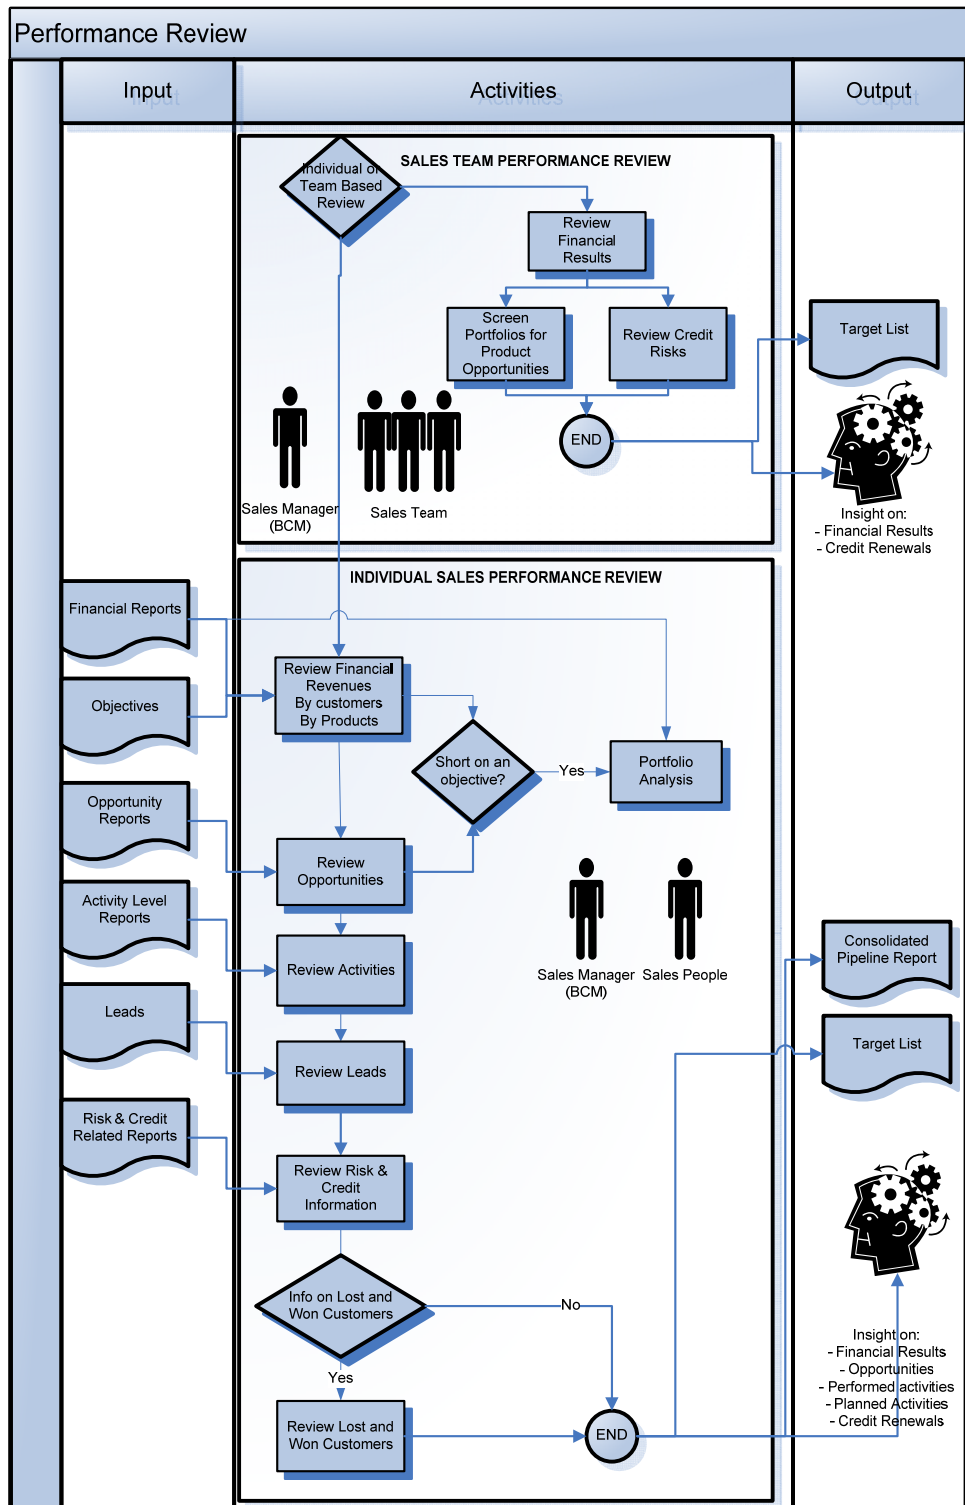 Performance Review
Input
Activities
Output
SALES TEAM PERFORMANCE REVIEW
Individual or
Team Based
Review
Review
Financial
Results
Screen
Portfolios for
Product
Opportunities
Review Credit
Risks
END
Sales Manager
(BCM)
Sales Team
Target List
Insight on:
- Financial Results
- Credit Renewals
INDIVIDUAL SALES PERFORMANCE REVIEW
Financial Reports
Objectives
Opportunity
Reports
Activity Level
Reports
Leads
Risk & Credit
Related Reports
Review Financial
Revenues
By customers
By Products
Short on an
objective?
Yes
Portfolio
Analysis
Review
Opportunities
Review Activities
Review Leads
Review Risk &
Credit
Information
Sales Manager
(BCM)
Sales People
Info on Lost and
Won Customers
No
Yes
Review Lost and
Won Customers
END
Consolidated
Pipeline Report
Target List
Insight on:
- Financial Results
- Opportunities
- Performed activities
- Planned Activities
- Credit Renewals